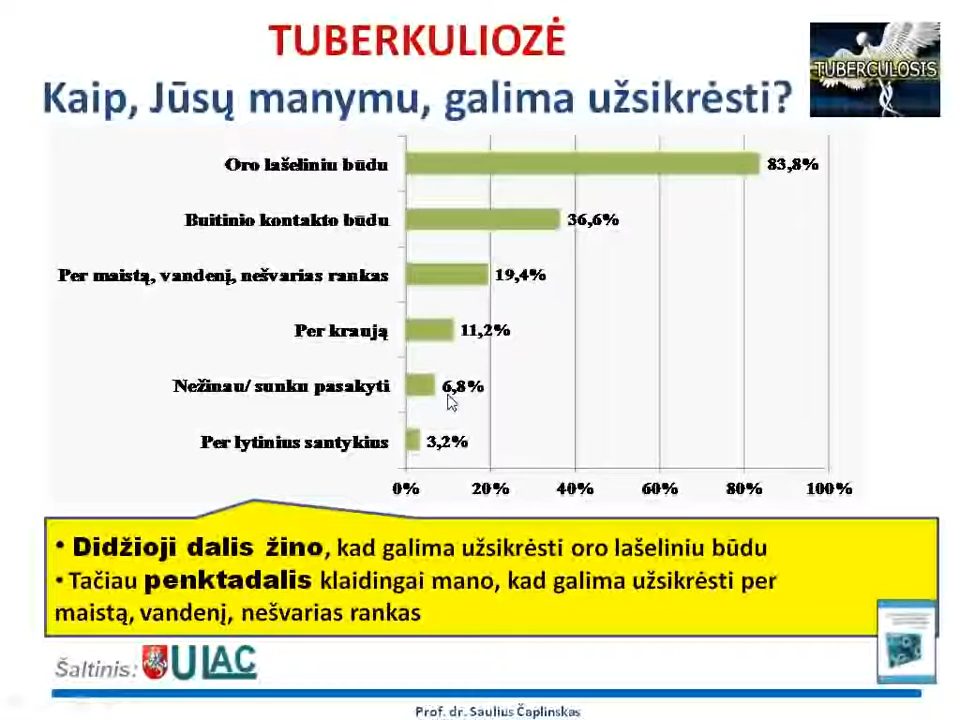 TUBERKULIOZĖ
TUBERCULOSIS
Kaip, Jūsų manymu, galima užsikrėsti?
Oro lašeliniu būdu 83,8%
Buitinio kontakto būdu 36,6%
Per maistą, vandenį, nešvarias rankas 19,4%
Per kraują 11,2%
Nežinau/ sunku pasakyti 6,8%
Per lytinius santykius 3,2%
0% 20% 40% 60% 80% 100%
• Didžioji dalis žino, kad galima užsikrėsti oro lašeliniu būdu
• Tačiau penktadalis klaidingai mano, kad galima užsikrėsti per
maistą, vandenį, nešvarias rankas
Šaltinis: ULAC
Prof. dr. Saulius Čaplinskas